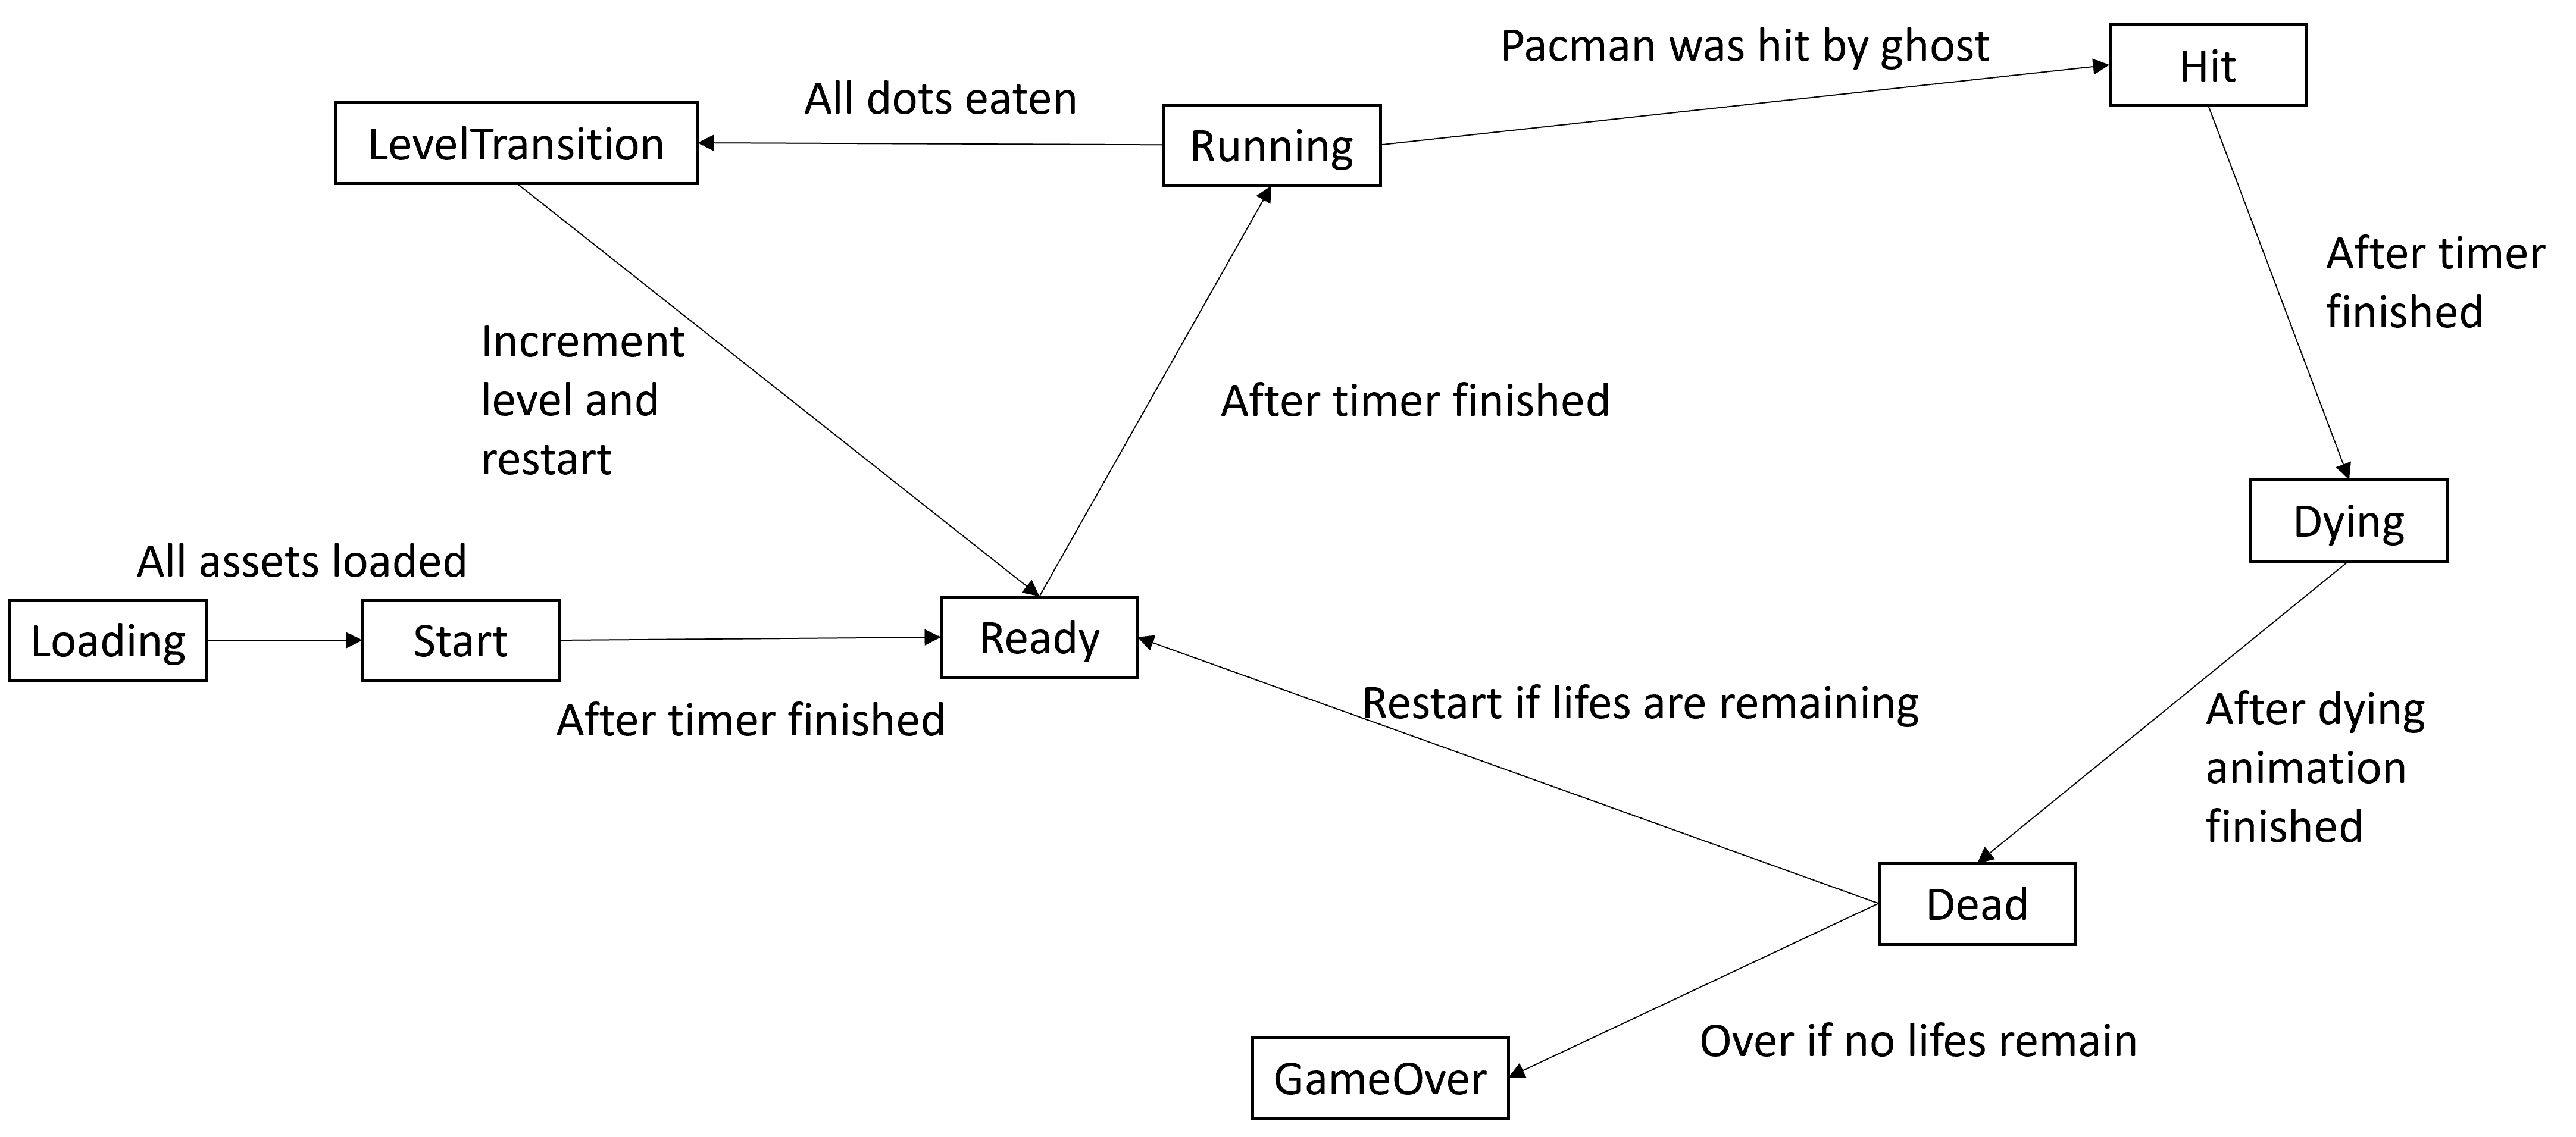 Pacman was hit by ghost
Hit
All dots eaten
LevelTransition
Running
After timer
finished
Increment
level and
restart
After timer finished
Dying
All assets loaded
Loading
Start
Ready
After timer finished
Restart if lifes are remaining
After dying
animation
finished
Dead
Over if no lifes remain
GameOver